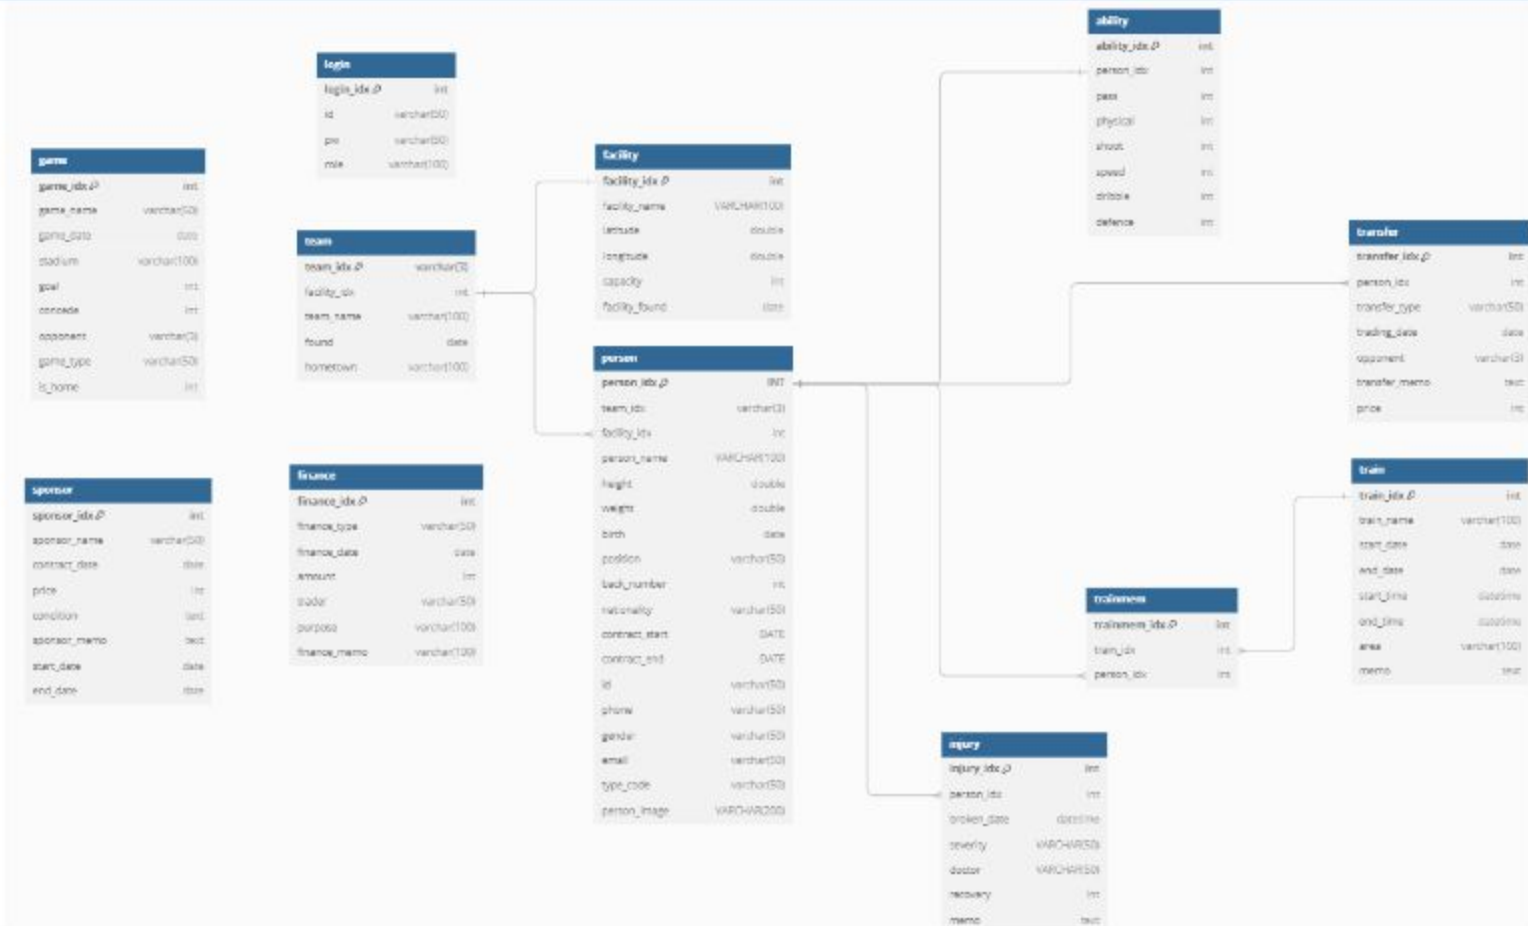 login
login_idx int
id varchar(50)
pw varchar(50)
role varchar(100)
game
game_idx int
game_name varchar(50)
game_date date
stadium varchar(100)
goal int
concede int
opponent varchar(3)
game_type varchar(50)
is_home int
team
team_idx varchar(3)
facility_idx int
team_name varchar(100)
found date
hometown varchar(100)
facility
facility_idx int
facility_name VARCHAR(100)
latitude double
longitude double
capacity int
facility_found date
sponsor
sponsor_idx int
sponsor_name varchar(50)
contract_date date
price int
condition text
sponsor_memo text
start_date date
end_date date
finance
finance_idx int
finance_type varchar(50)
finance_date date
amount int
trader varchar(50)
purpose varchar(100)
finance_memo varchar(100)
person
person_idx INT
team_idx varchar(3)
facility_idx int
person_name VARCHAR(100)
height double
weight double
birth date
position varchar(50)
back_number int
nationality varchar(50)
contract_start DATE
contract_end DATE
id varchar(50)
phone varchar(50)
gender varchar(50)
email varchar(50)
type_code varchar(50)
person_image VARCHAR(200)
ability
ability_idx int
person_idx int
pass int
physical int
shoot int
speed int
dribble int
defence int
transfer
transfer_idx int
person_idx int
transfer_type varchar(50)
trading_date date
opponent varchar(3)
transfer_memo text
price int
train
train_idx int
train_name varchar(100)
start_date date
end_date date
start_time datetime
end_time datetime
area varchar(100)
memo text
trainmem
trainmem_idx int
train_idx int
person_idx int
injury
injury_idx int
person_idx int
broken_date datetime
severity VARCHAR(50)
doctor VARCHAR(50)
recovery int
memo text